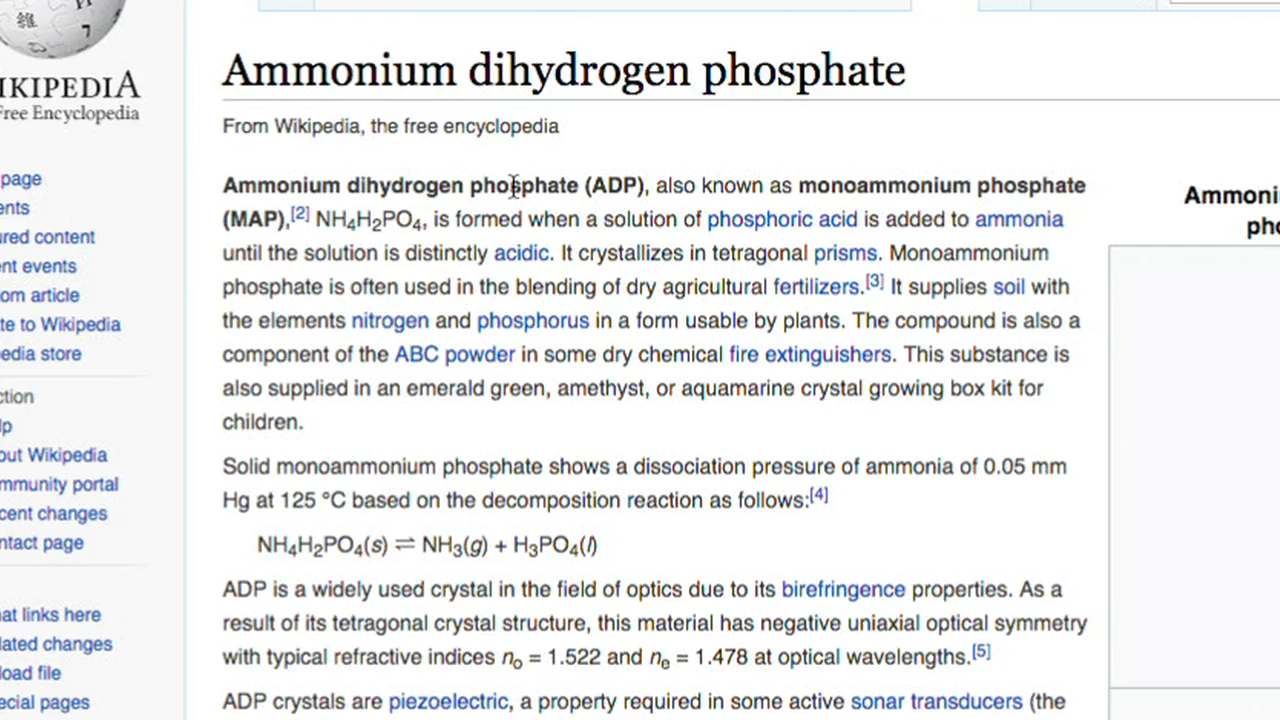 維
И
7
IKIPEDIA
Free Encyclopedia
page
ents
ured content
ent events
om article
te to Wikipedia
edia store
ction
lp
out Wikipedia
mmunity portal
cent changes
ntact page
at links here
lated changes
load file
ecial pages
Ammonium dihydrogen phosphate
From Wikipedia, the free encyclopedia
Ammonium dihydrogen phosphate (ADP), also known as monoammonium phosphate
(MAP),[2] NH4H2PO4, is formed when a solution of phosphoric acid is added to ammonia
until the solution is distinctly acidic. It crystallizes in tetragonal prisms. Monoammonium
phosphate is often used in the blending of dry agricultural fertilizers.[3] It supplies soil with
the elements nitrogen and phosphorus in a form usable by plants. The compound is also a
component of the ABC powder in some dry chemical fire extinguishers. This substance is
also supplied in an emerald green, amethyst, or aquamarine crystal growing box kit for
children.
Solid monoammonium phosphate shows a dissociation pressure of ammonia of 0.05 mm
Hg at 125 °C based on the decomposition reaction as follows:[4]
NH4H2PO4(s) ⇌ NH3(g) + H3PO4(l)
ADP is a widely used crystal in the field of optics due to its birefringence properties. As a
result of its tetragonal crystal structure, this material has negative uniaxial optical symmetry
with typical refractive indices no = 1.522 and ne = 1.478 at optical wavelengths.[5]
ADP crystals are piezoelectric, a property required in some active sonar transducers (the
Ammoni
pho